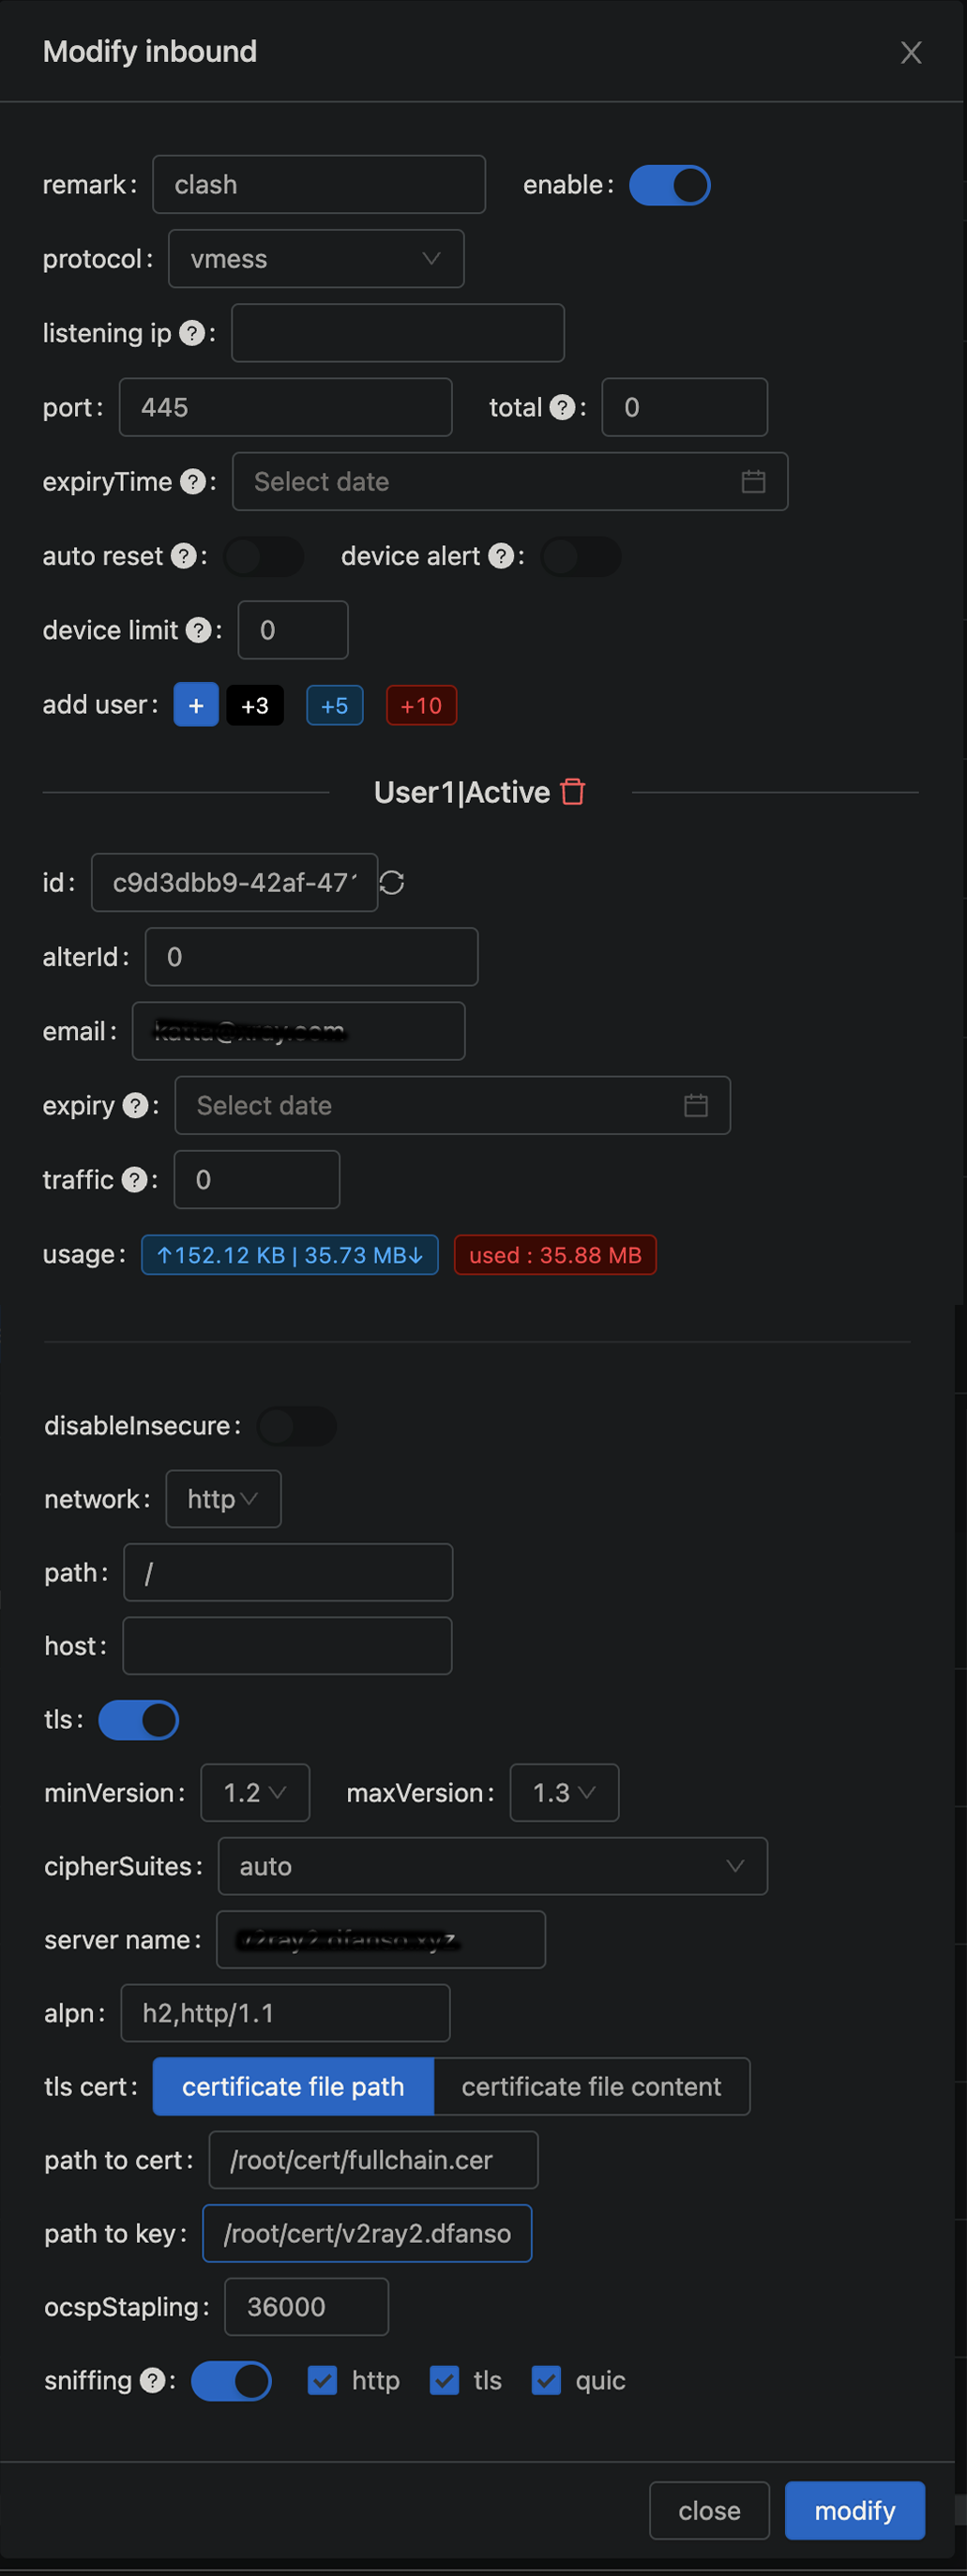 Modify inbound
remark: clash enable:
protocol: vmess
listening ip ? :
port: 445 total ? : 0
expiryTime ? : Select date
auto reset ? : device alert ? :
device limit ? : 0
add user: + +3 +5 +10
User1|Active
id: c9d3dbb9-42af-47
alterId: 0
email:
expiry ? : Select date
traffic ? : 0
usage: ↑152.12 KB | 35.73 MB↓ used : 35.88 MB
disableInsecure:
network: http
path: /
host:
tls:
minVersion: 1.2 maxVersion: 1.3
cipherSuites: auto
server name:
alpn: h2,http/1.1
tls cert: certificate file path certificate file content
path to cert: /root/cert/fullchain.cer
path to key: /root/cert/v2ray2.dfanso
ocspStapling: 36000
sniffing ? : http tls quic
close modify